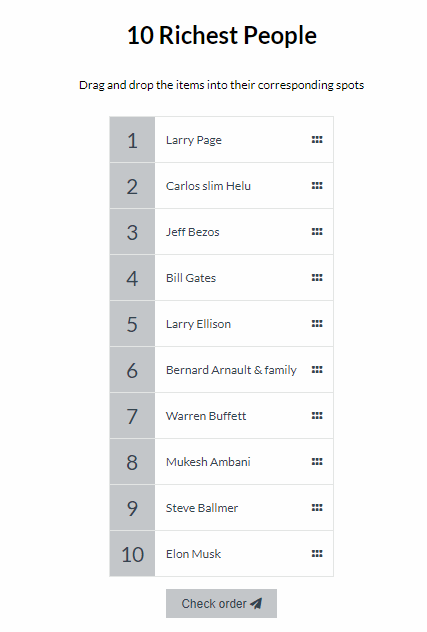 10 Richest People
Drag and drop the items into their corresponding spots
1 Larry Page
2 Carlos slim Helu
3 Jeff Bezos
4 Bill Gates
5 Larry Ellison
6 Bernard Arnault & family
7 Warren Buffett
8 Mukesh Ambani
9 Steve Ballmer
10 Elon Musk
Check order